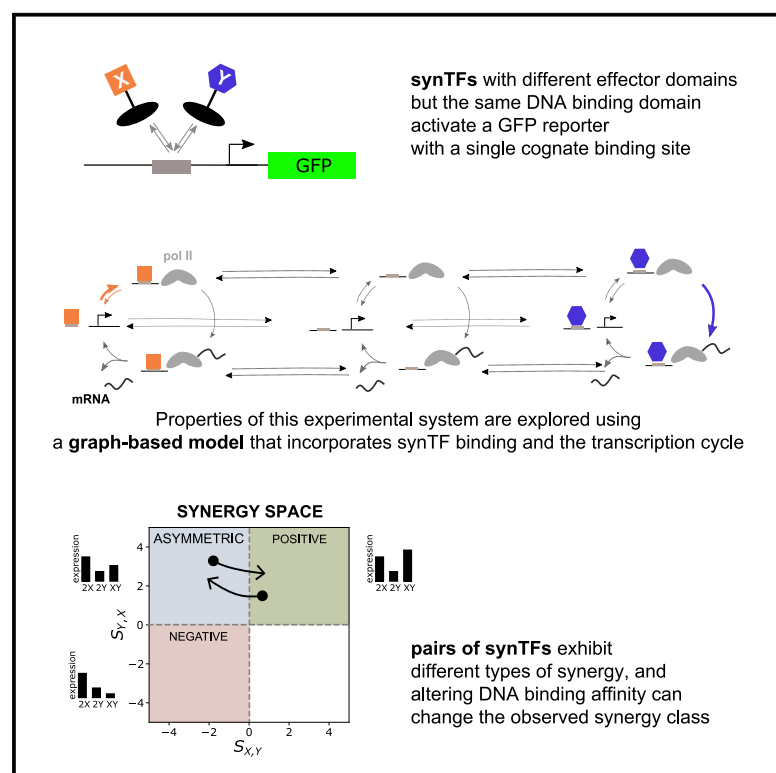 X
Y
synTFs with different effector domains
but the same DNA binding domain
activate a GFP reporter
with a single cognate binding site
GFP
pol II
mRNA
Properties of this experimental system are explored using
a graph-based model that incorporates synTF binding and the transcription cycle
SYNERGY SPACE
ASYMMETRIC
POSITIVE
NEGATIVE
expression
2X 2Y XY
expression
2X 2Y XY
expression
2X 2Y XY
4
2
0
−2
−4
S_{Y,X}
−4 −2 0 2 4
S_{X,Y}
pairs of synTFs exhibit
different types of synergy, and
altering DNA binding affinity can
change the observed synergy class